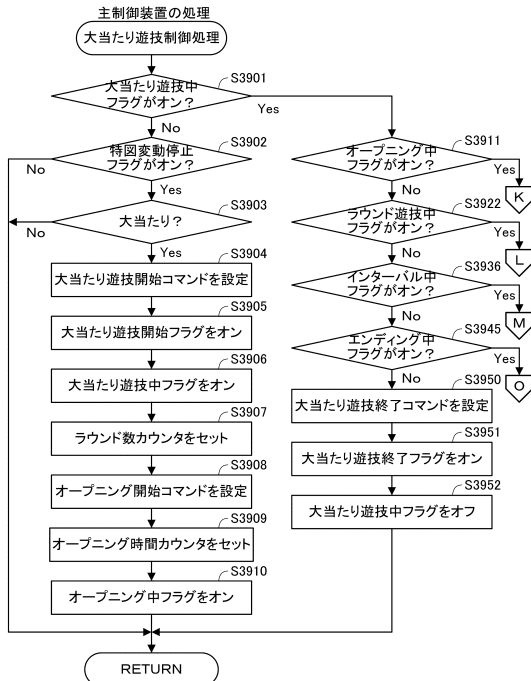 主制御装置の処理
大当たり遊技制御処理
S3901
大当たり遊技中
フラグがオン?
Yes
No
S3902
特図変動停止
フラグがオン?
No
Yes
S3903
大当たり?
No
Yes
S3904
大当たり遊技開始コマンドを設定
S3905
大当たり遊技開始フラグをオン
S3906
大当たり遊技中フラグをオン
S3907
ラウンド数カウンタをセット
S3908
オープニング開始コマンドを設定
S3909
オープニング時間カウンタをセット
S3910
オープニング中フラグをオン
S3911
オープニング中
フラグがオン?
Yes
K
No
S3922
ラウンド遊技中
フラグがオン?
Yes
L
No
S3936
インターバル中
フラグがオン?
Yes
M
No
S3945
エンディング中
フラグがオン?
Yes
O
No
S3950
大当たり遊技終了コマンドを設定
S3951
大当たり遊技終了フラグをオン
S3952
大当たり遊技中フラグをオフ
RETURN